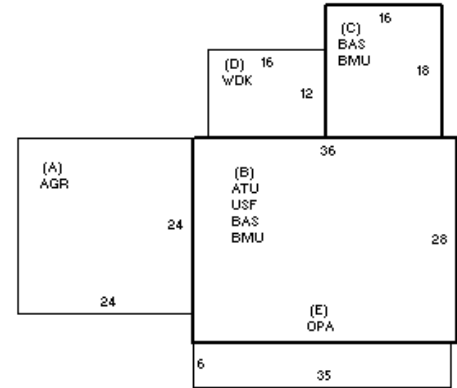 (C)
16
BAS
BMU
18
(D)
16
WDK
12
36
(A)
AGR
24
24
(B)
ATU
USF
BAS
BMU
28
(E)
OPA
6
35